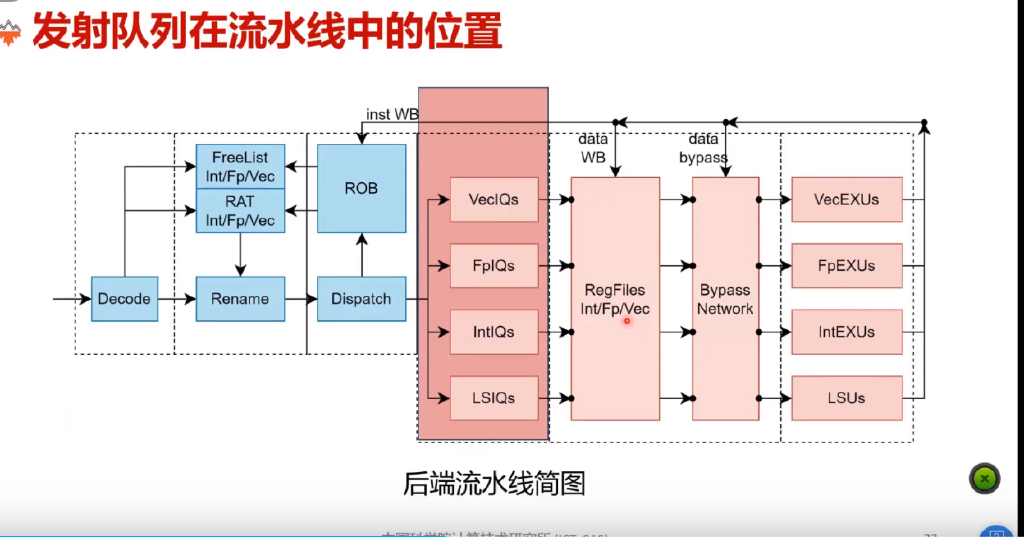 发射队列在流水线中的位置
inst WB
data
WB
data
bypass
FreeList
Int/Fp/Vec
RAT
Int/Fp/Vec
ROB
Decode
Rename
Dispatch
VecIQs
FpIQs
IntIQs
LSIQs
RegFiles
Int/Fp/Vec
Bypass
Network
VecEXUs
FpEXUs
IntEXUs
LSUs
后端流水线简图